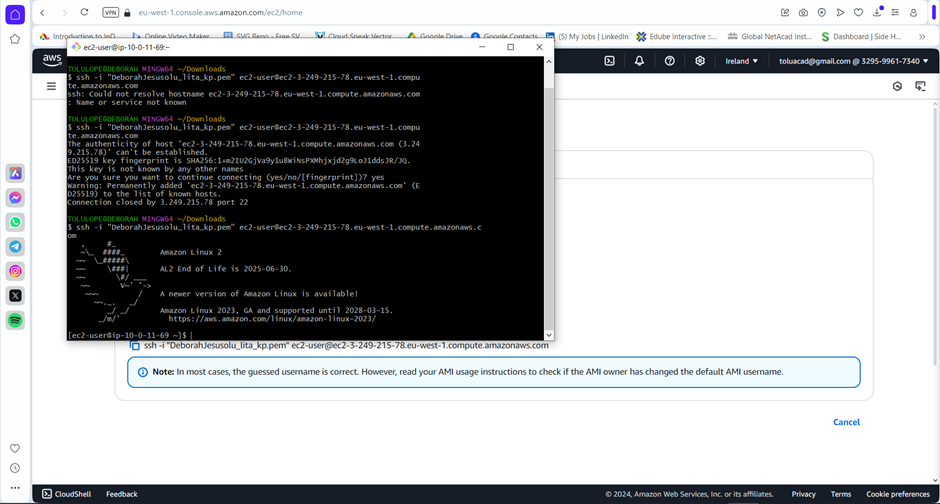 VPN eu-west-1.console.aws.amazon.com/ec2/home
Introduction to InD... Online Video Maker... SVG Repo - Free SV... Cloud Sneak Vector... Google Drive Google Contacts (5) My Jobs | LinkedIn Edube Interactive ::... Global NetAcad Inst... Dashboard | Side H...
ec2-user@ip-10-0-11-69:~
aws
Ireland ▼
toluacad@gmail.com @ 3295-9961-7340 ▼
TOLULOPE@DEBORAH MINGW64 ~/Downloads
$ ssh -i "DeborahJesusolu_lita_kp.pem" ec2-user@ec2-3-249-215-78.eu-west-1.compu
te.amazonaws.com
ssh: Could not resolve hostname ec2-3-249-215-78.eu-west-1.compute.amazonaws.com
: Name or service not known
TOLULOPE@DEBORAH MINGW64 ~/Downloads
$ ssh -i "DeborahJesusolu_lita_kp.pem" ec2-user@ec2-3-249-215-78.eu-west-1.compu
te.amazonaws.com
The authenticity of host 'ec2-3-249-215-78.eu-west-1.compute.amazonaws.com (3.24
9.215.78)' can't be established.
ED25519 key fingerprint is SHA256:1+m2IU2GjVa9y1u8WiNsPXMhjxjd2g9LoJIddsJR/JQ.
This key is not known by any other names
Are you sure you want to continue connecting (yes/no/[fingerprint])? yes
Warning: Permanently added 'ec2-3-249-215-78.eu-west-1.compute.amazonaws.com' (E
D25519) to the list of known hosts.
Connection closed by 3.249.215.78 port 22
TOLULOPE@DEBORAH MINGW64 ~/Downloads
$ ssh -i "DeborahJesusolu_lita_kp.pem" ec2-user@ec2-3-249-215-78.eu-west-1.compute.amazonaws.c
om
, #_
~\_ ####_ Amazon Linux 2
~~ \_#####\
~~ \###| AL2 End of Life is 2025-06-30.
~~ \#/ ___
~~ V~' '->
~~~ / A newer version of Amazon Linux is available!
~~._. _/
_/ _/ Amazon Linux 2023, GA and supported until 2028-03-15.
_/m/' https://aws.amazon.com/linux/amazon-linux-2023/
[ec2-user@ip-10-0-11-69 ~]$
ssh -i "DeborahJesusolu_lita_kp.pem" ec2-user@ec2-3-249-215-78.eu-west-1.compute.amazonaws.com
Note: In most cases, the guessed username is correct. However, read your AMI usage instructions to check if the AMI owner has changed the default AMI username.
Cancel
CloudShell Feedback © 2024, Amazon Web Services, Inc. or its affiliates. Privacy Terms Cookie preferences